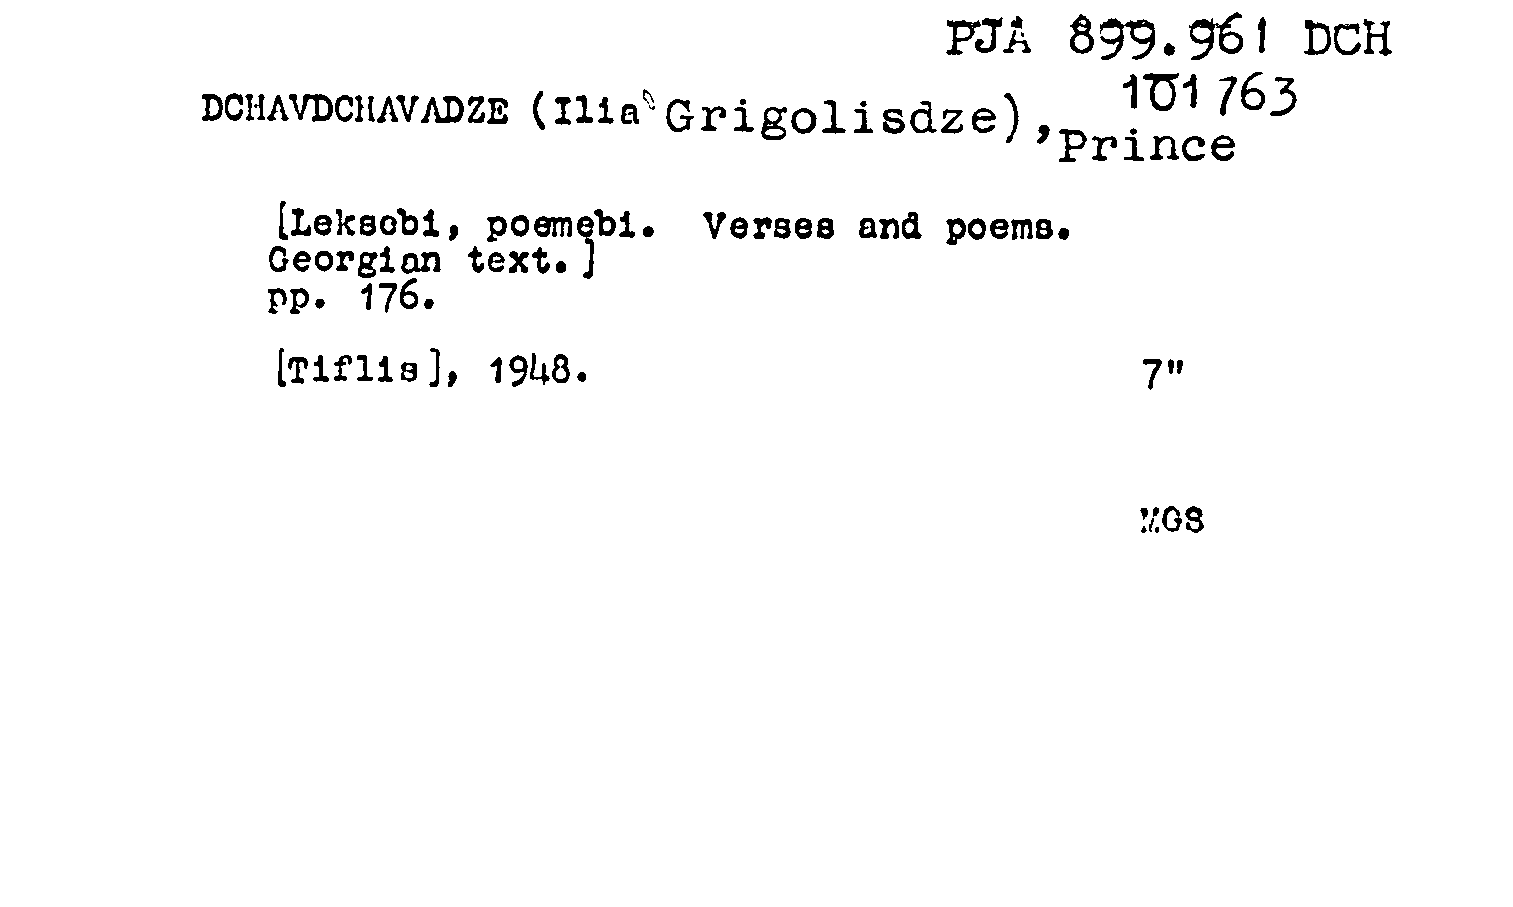 PJA 899.961 DCH
101763
DCHAVDCHAVADZE (Ilia Grigolisdze), Prince
[Leksobi, poemebi. Verses and poems.
Georgian text.]
pp. 176.
[Tiflis], 1948. 7"
MGS